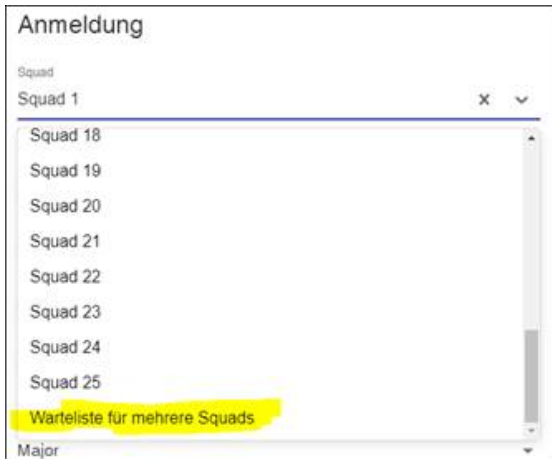 Anmeldung
Squad
Squad 1
Squad 18
Squad 19
Squad 20
Squad 21
Squad 22
Squad 23
Squad 24
Squad 25
Warteliste für mehrere Squads
Major